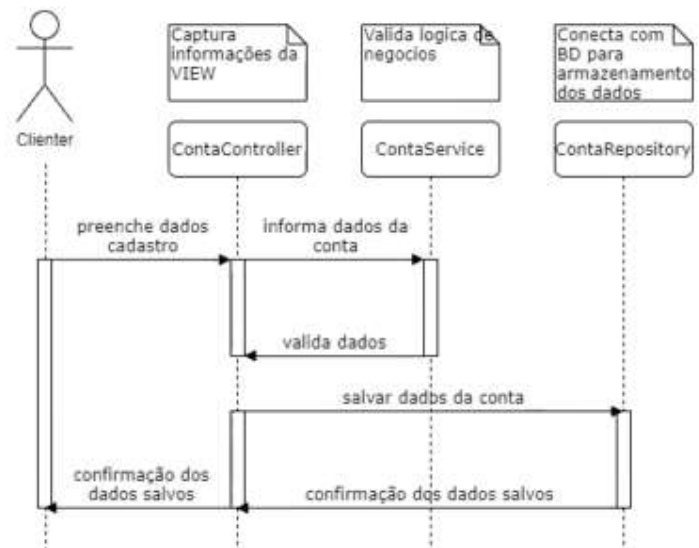 Captura
informações da
VIEW
Valida logica de
negocios
Conecta com
BD para
armazenamento
dos dados
Clienter
ContaController
ContaService
ContaRepository
preenche dados
cadastro
informa dados da
conta
valida dados
salvar dados da conta
confirmação dos
dados salvos
confirmação dos dados salvos